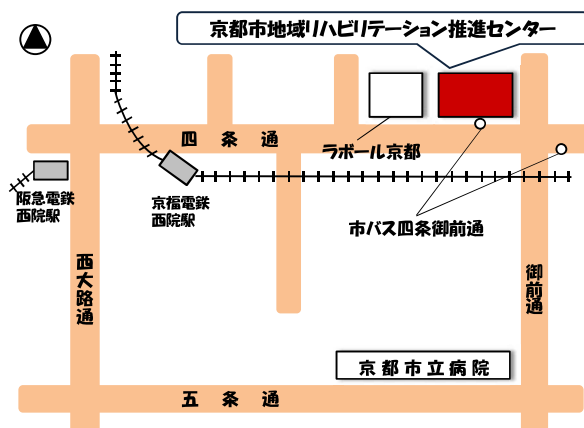 京都市地域リハビリテーション推進センター
四条通
ラボール京都
阪急電鉄
西院駅
京福電鉄
西院駅
市バス四条御前通
西大路通
御前通
京都市立病院
五条通